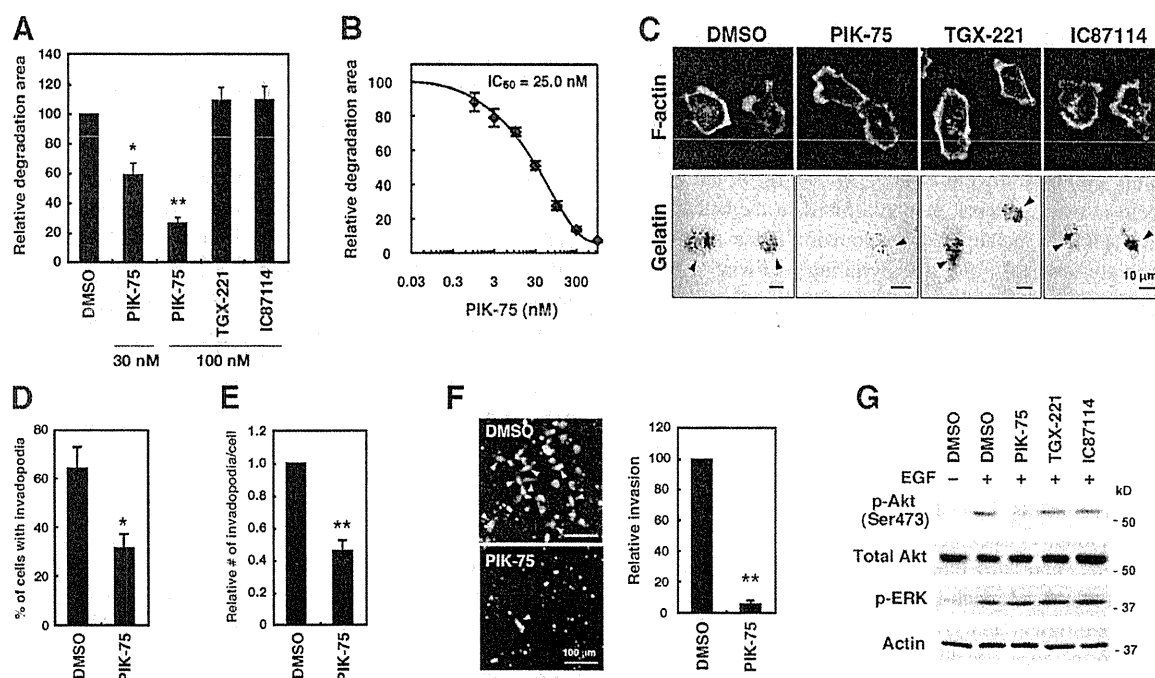 A
Relative degradation area
140
120
100
80
60
40
20
0
*
**
DMSO
PIK-75
PIK-75
TGX-221
IC87114
30 nM
100 nM
B
Relative degradation area
100
80
60
40
20
0
IC50 = 25.0 nM
0.03
0.3
3
30
300
PIK-75 (nM)
C
DMSO
PIK-75
TGX-221
IC87114
F-actin
Gelatin
10 μm
D
% of cells with invadopodia
80
60
40
20
0
*
DMSO
PIK-75
E
Relative # of invadopodia/cell
1.2
1.0
0.8
0.6
0.4
0.2
0
**
DMSO
PIK-75
F
DMSO
PIK-75
100 μm
Relative invasion
120
100
80
60
40
20
0
**
DMSO
PIK-75
G
DMSO
DMSO
PIK-75
TGX-221
IC87114
EGF − + + + + kD
p-Akt
(Ser473)
- 50
Total Akt
- 50
p-ERK
- 37
Actin
- 37